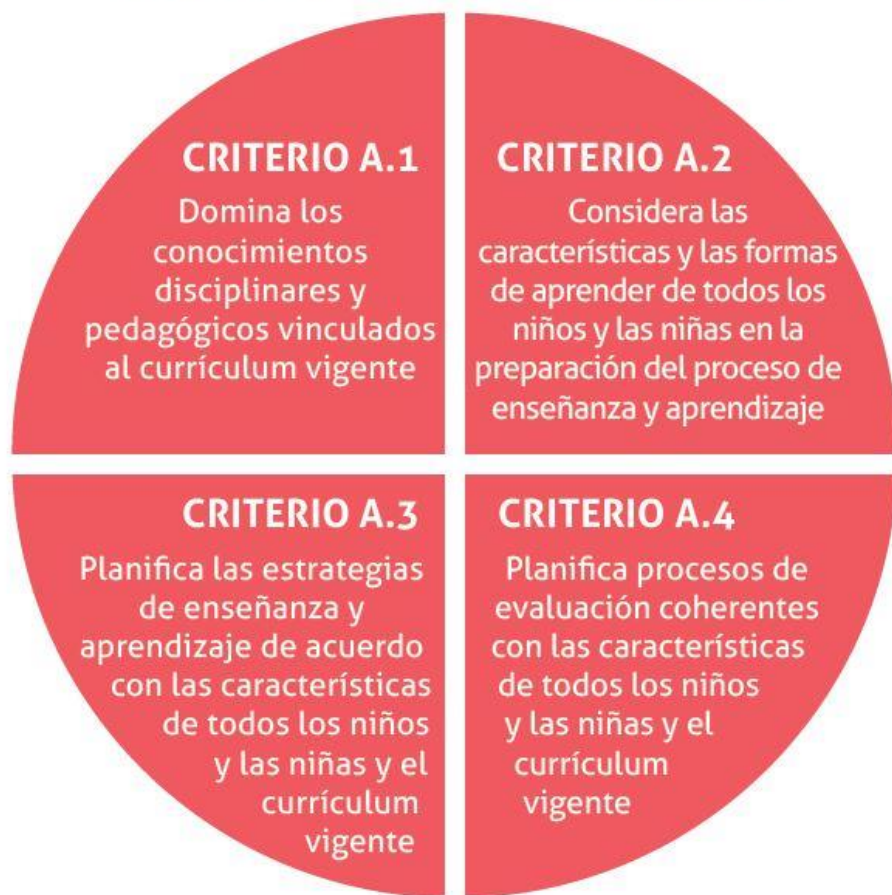 CRITERIO A.1
Domina los
conocimientos
disciplinares y
pedagógicos vinculados
al currículum vigente
CRITERIO A.2
Considera las
características y las formas
de aprender de todos los
niños y las niñas en la
preparación del proceso de
enseñanza y aprendizaje
CRITERIO A.3
Planifica las estrategias
de enseñanza y
aprendizaje de acuerdo
con las características
de todos los niños
y las niñas y el
currículum
vigente
CRITERIO A.4
Planifica procesos de
evaluación coherentes
con las características
de todos los niños
y las niñas y el
currículum
vigente